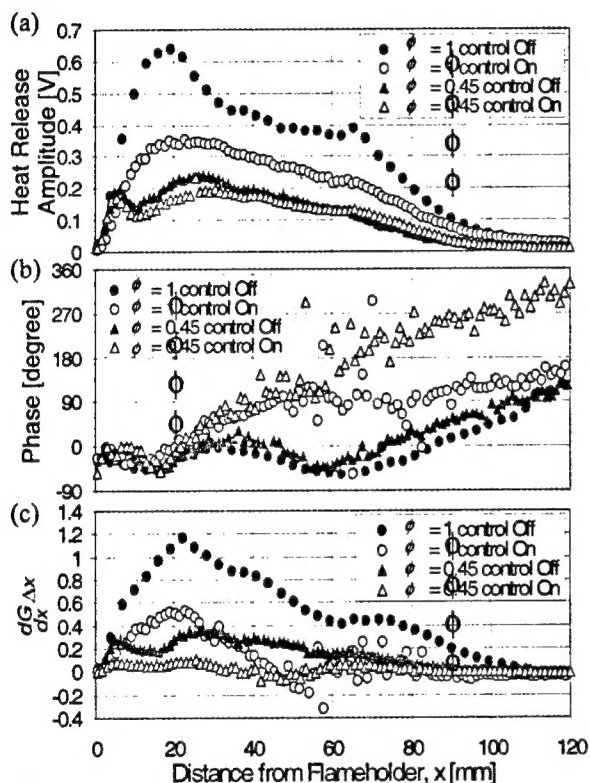 (a)
0.7
0.6
0.5
0.4
0.3
0.2
0.1
0
Heat Release
Amplitude [V]
ϕ = 1 control Off
ϕ = 1 control On
ϕ = 0.45 control Off
ϕ = 0.45 control On
(b)
360
270
180
90
0
-90
Phase [degree]
ϕ = 1 control Off
ϕ = 1 control On
ϕ = 0.45 control Off
ϕ = 0.45 control On
(c)
1.4
1.2
1
0.8
0.6
0.4
0.2
0
-0.2
-0.4
dG/dx Δx
ϕ = 1 control Off
ϕ = 1 control On
ϕ = 0.45 control Off
ϕ = 0.45 control On
0 20 40 60 80 100 120
Distance from Flameholder, x [mm]